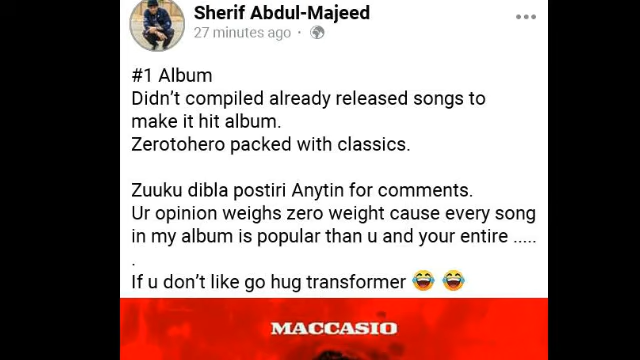 Sherif Abdul-Majeed
27 minutes ago ·
#1 Album
Didn't compiled already released songs to
make it hit album.
Zerotohero packed with classics.
Zuuku dibla postiri Anytin for comments.
Ur opinion weighs zero weight cause every song
in my album is popular than u and your entire .....
.
If u don't like go hug transformer 😂 😂
MACCASIO